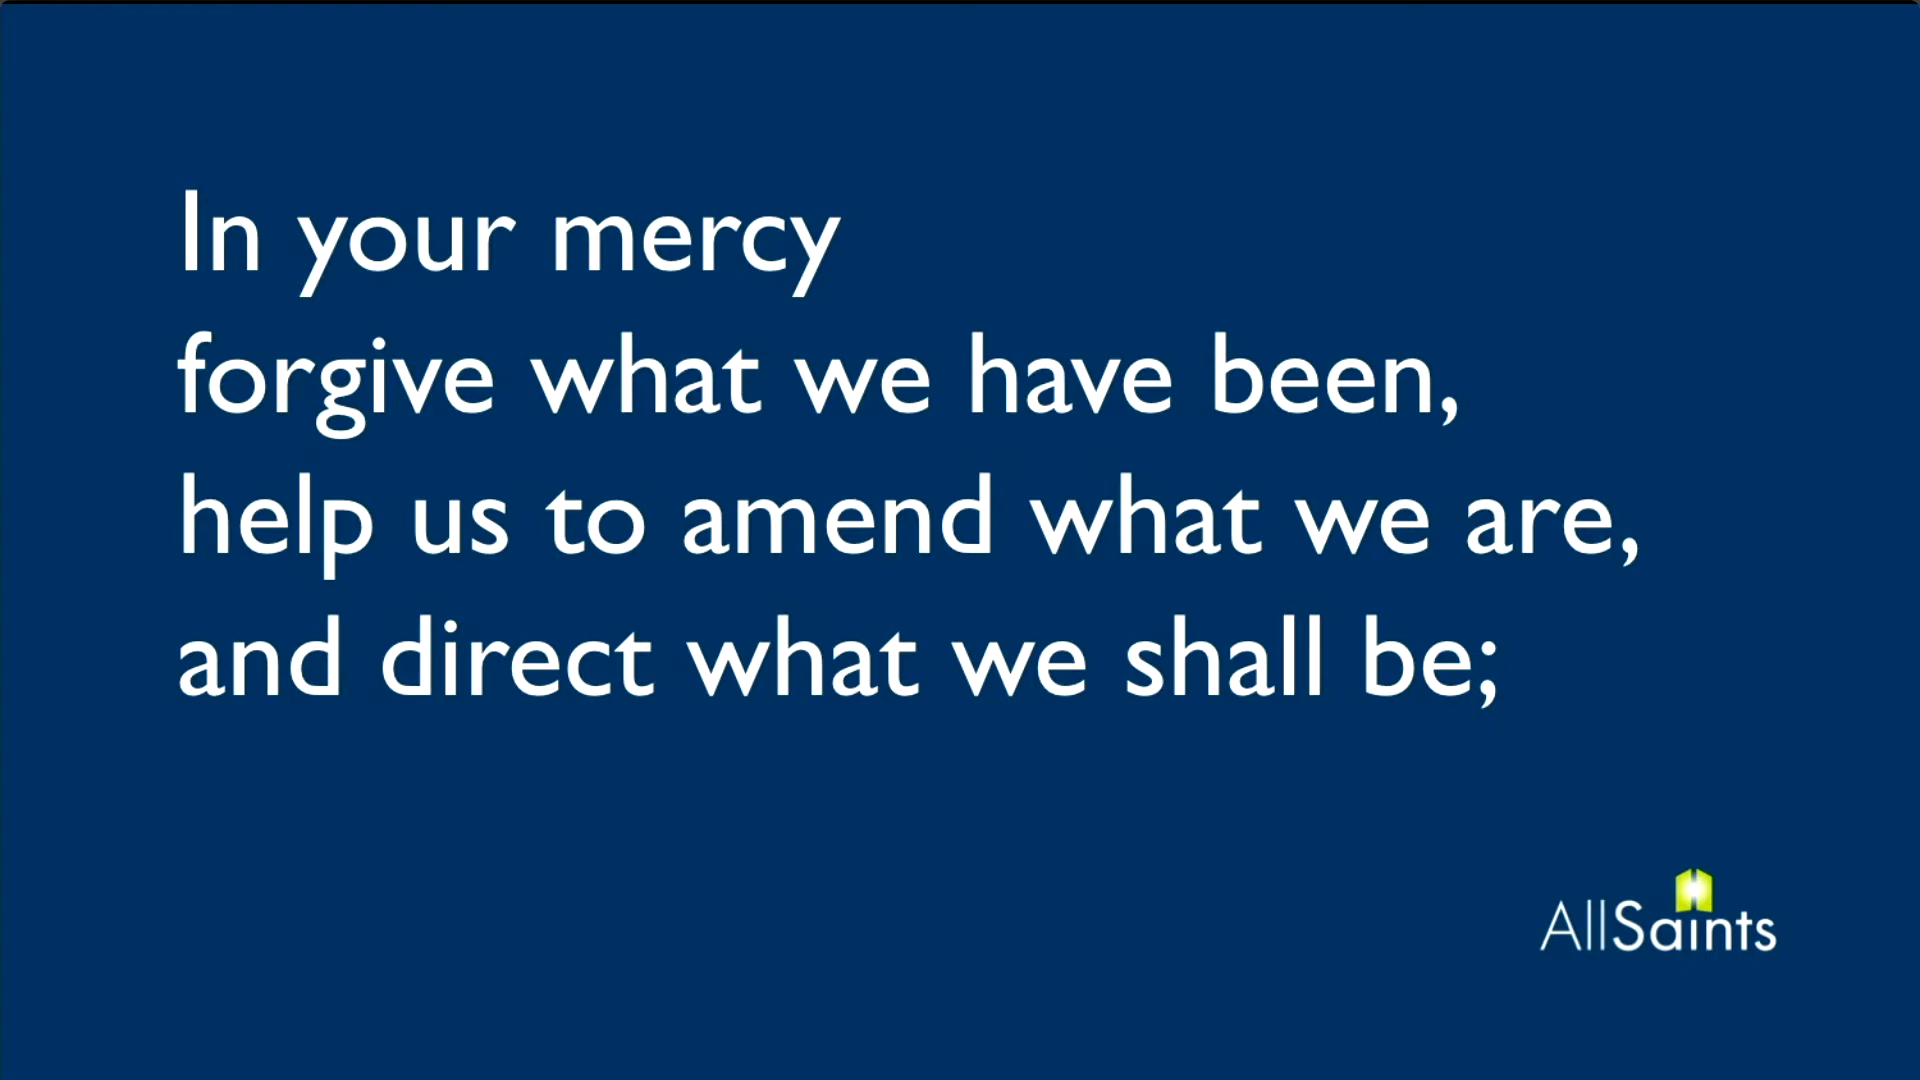 In your mercy
forgive what we have been,
help us to amend what we are,
and direct what we shall be;
AllSaints